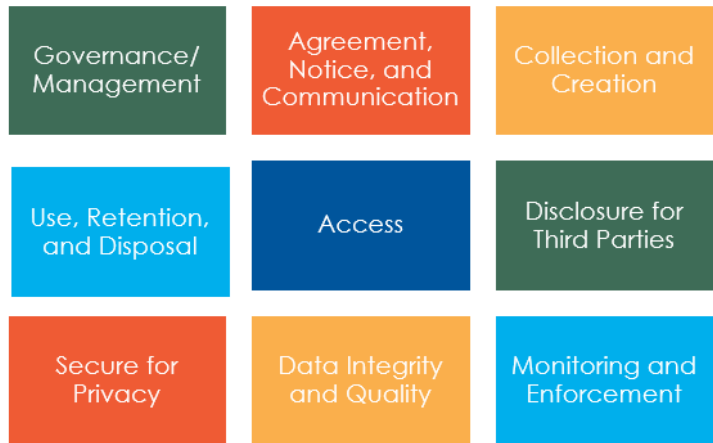 Governance/
Management
Agreement,
Notice, and
Communication
Collection and
Creation
Use, Retention,
and Disposal
Access
Disclosure for
Third Parties
Secure for
Privacy
Data Integrity
and Quality
Monitoring and
Enforcement